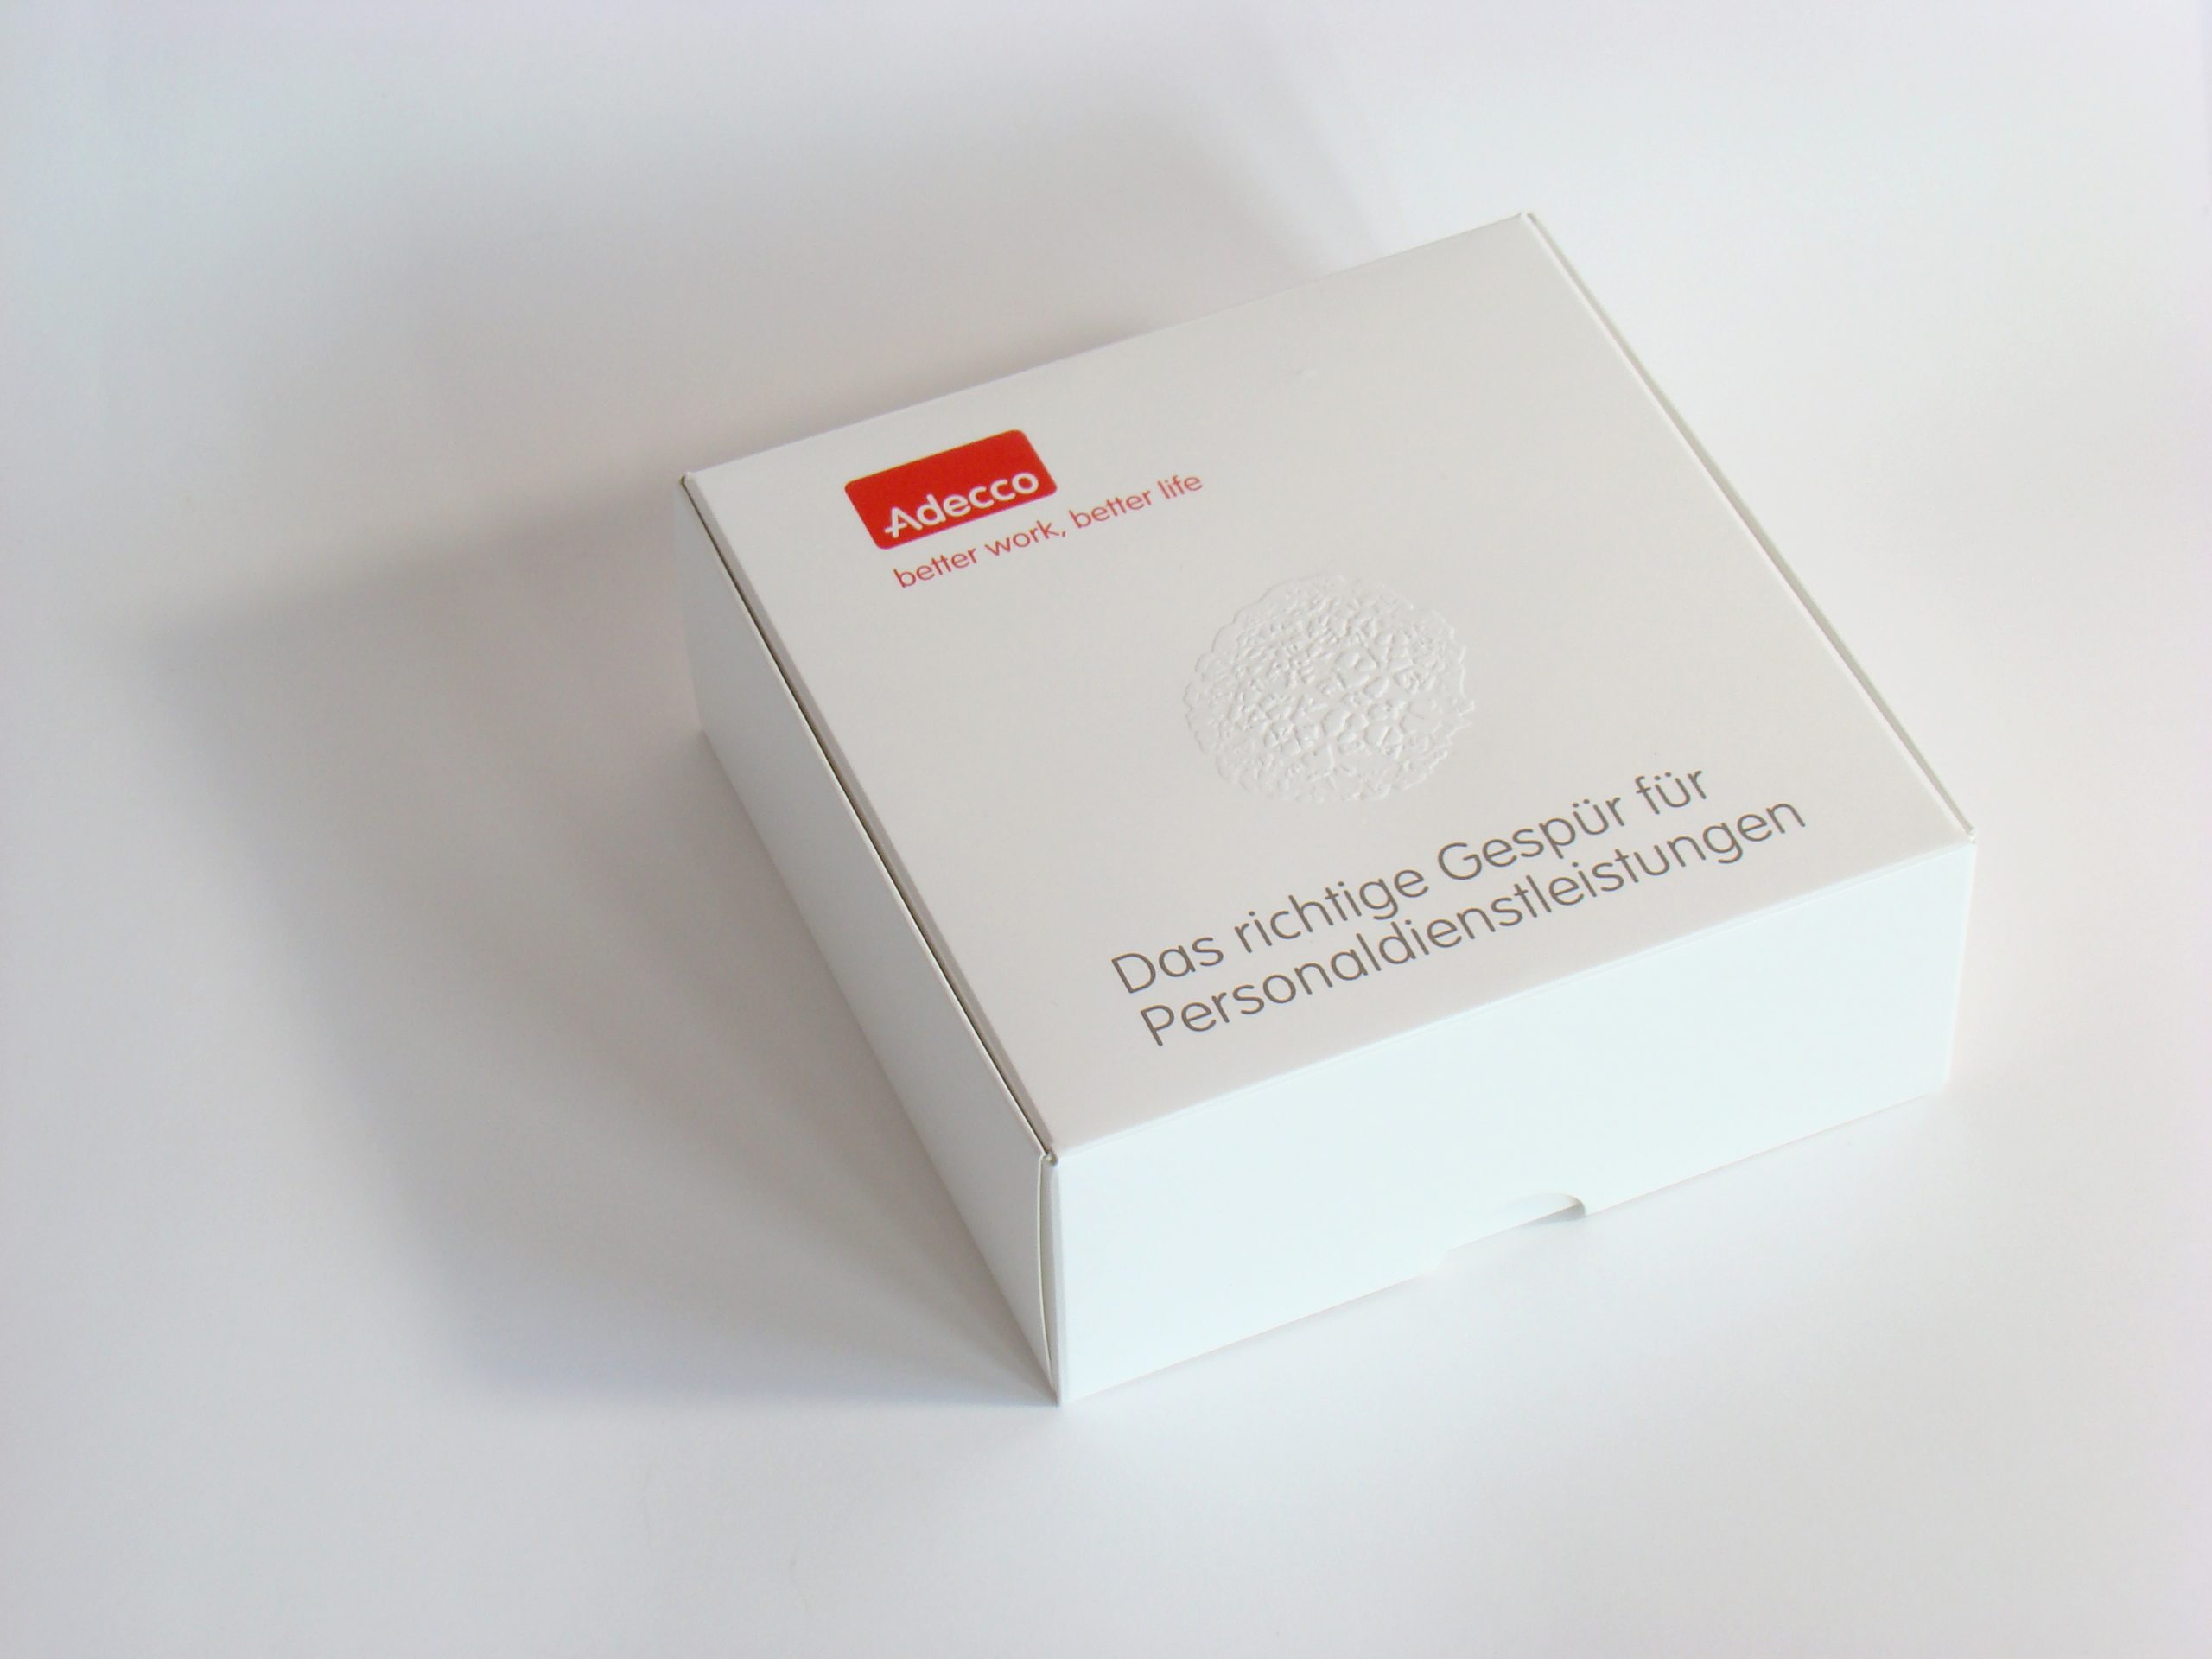 Adecco
better work, better life
Das richtige Gespür für
Personaldienstleistungen